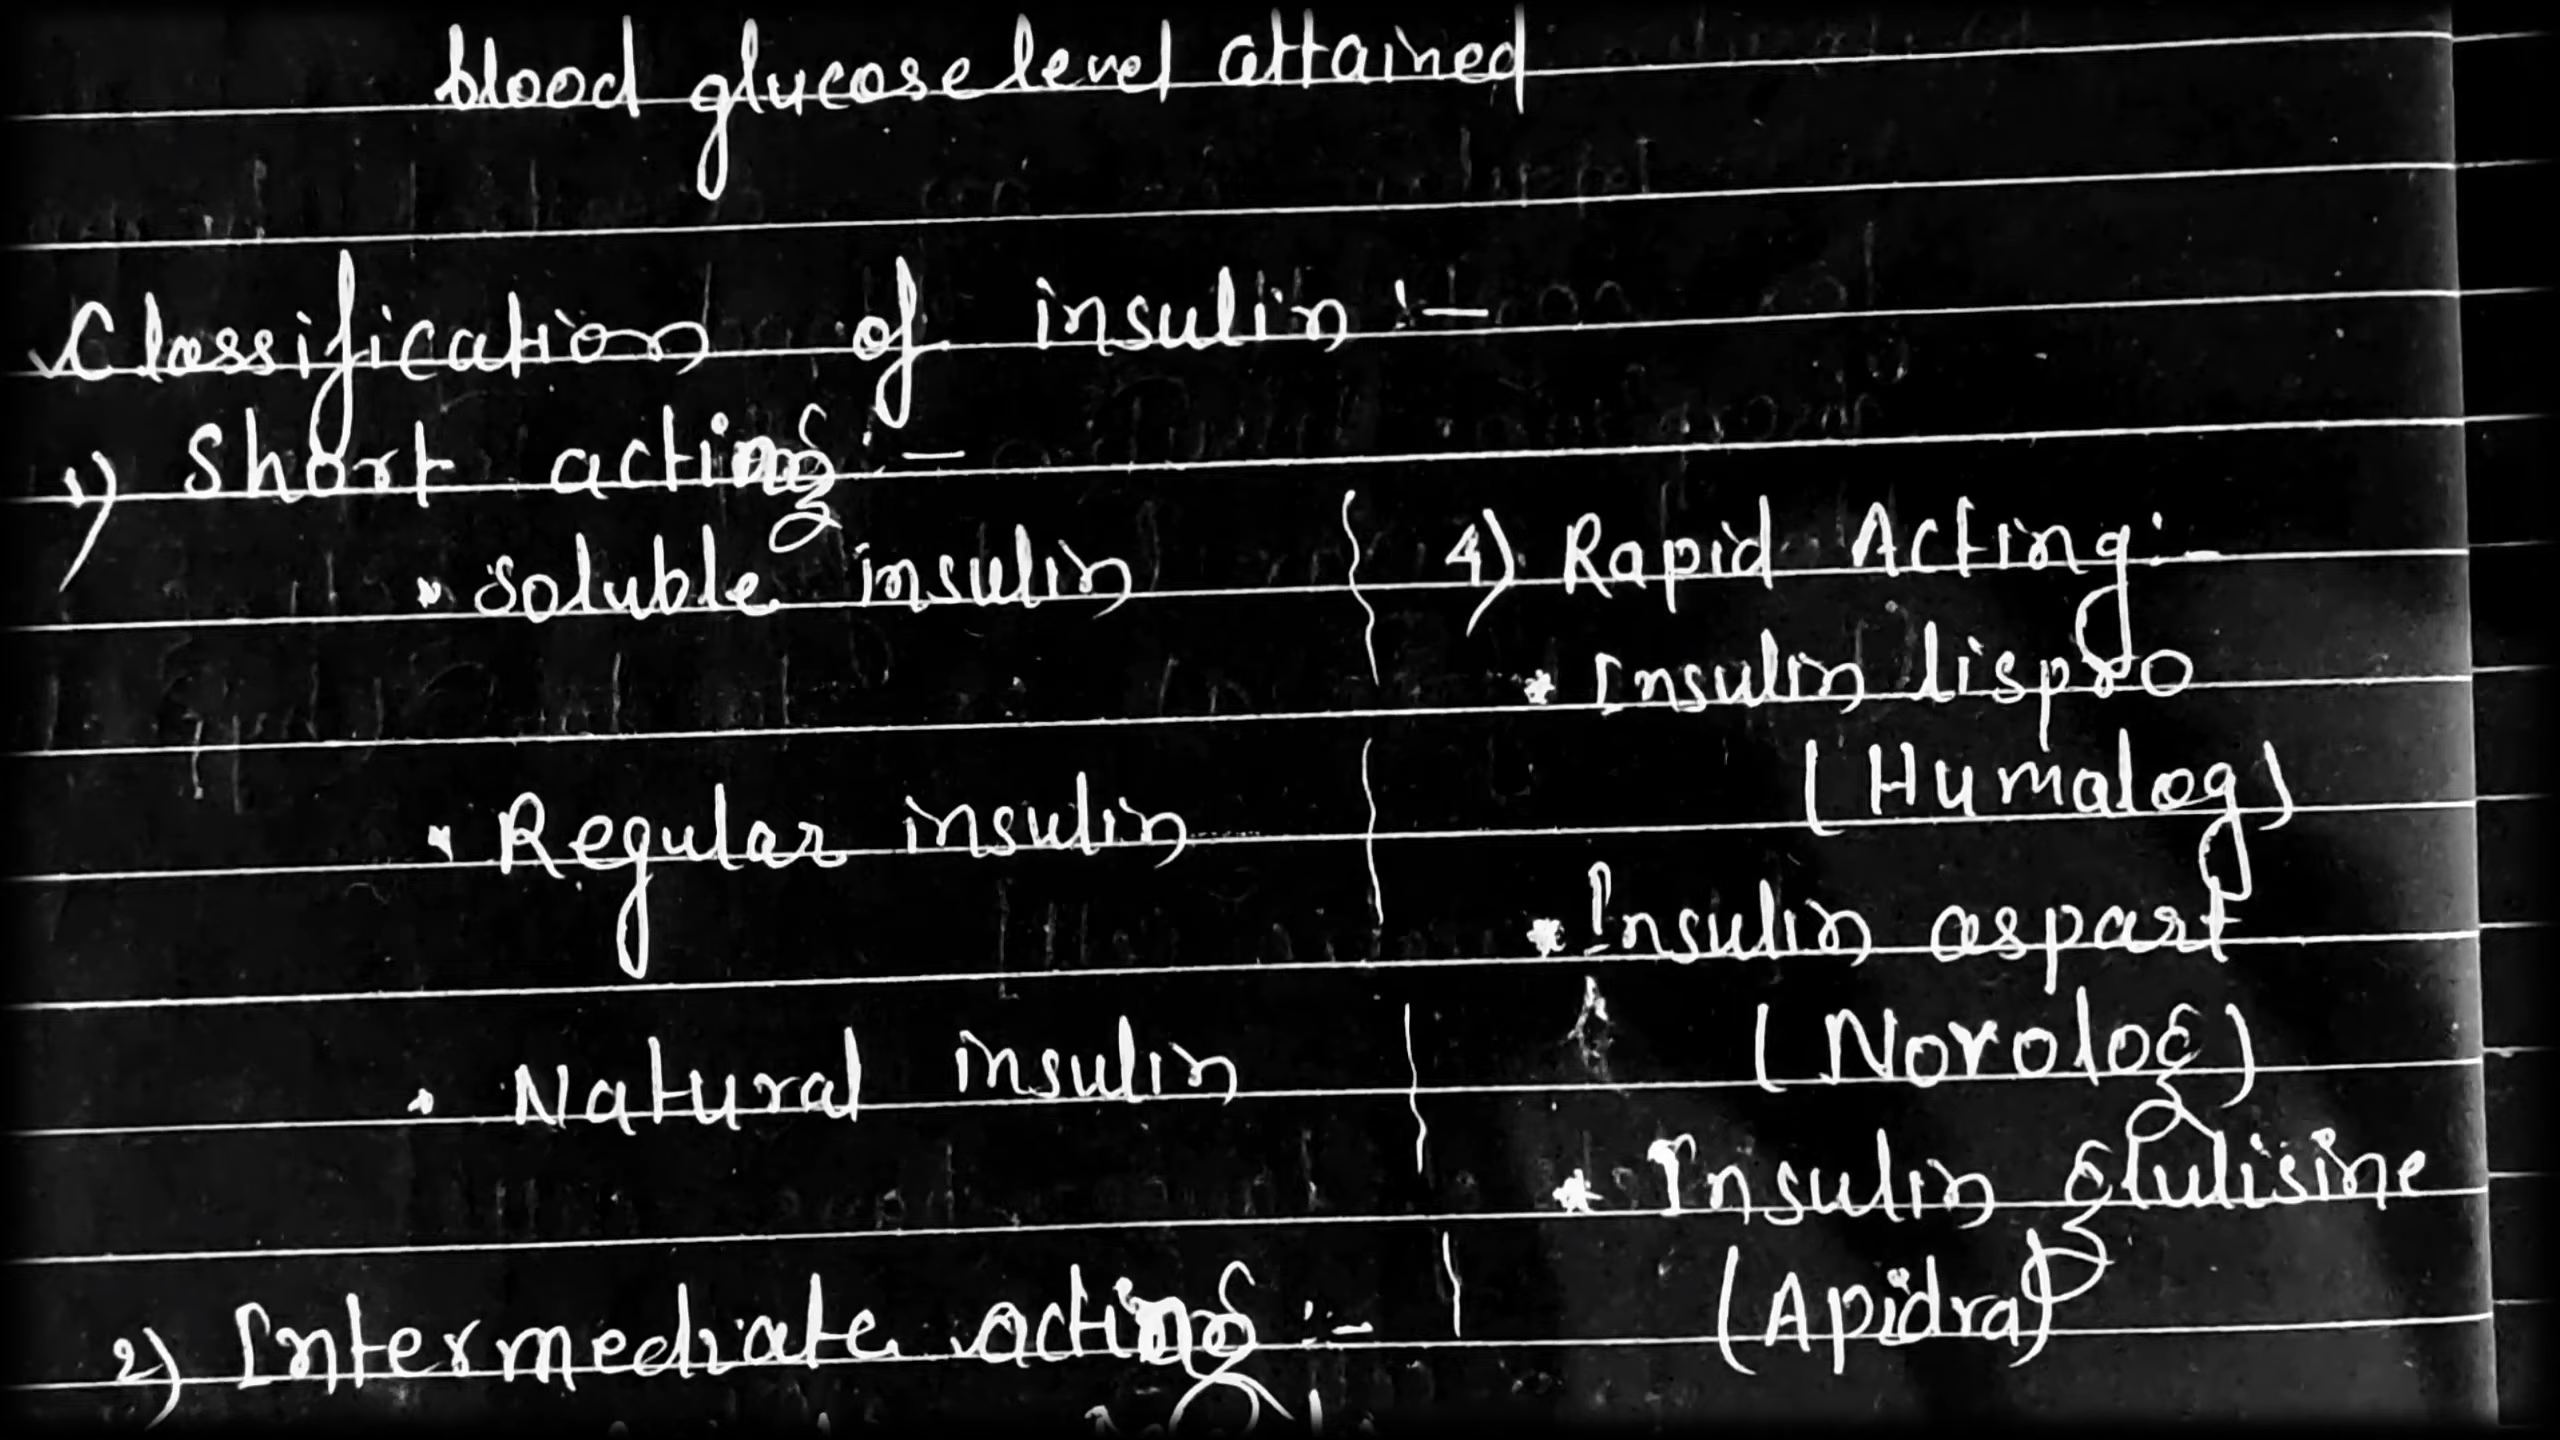 blood glucose level attained
Classification of insulin :-
1) Short acting :-
• Soluble insulin
• Regular insulin
• Natural insulin
2) Intermediate acting :-
4) Rapid Acting :-
* Insulin lispro
(Humalog)
* Insulin aspart
(Novolog)
* Insulin glulisine
(Apidra)